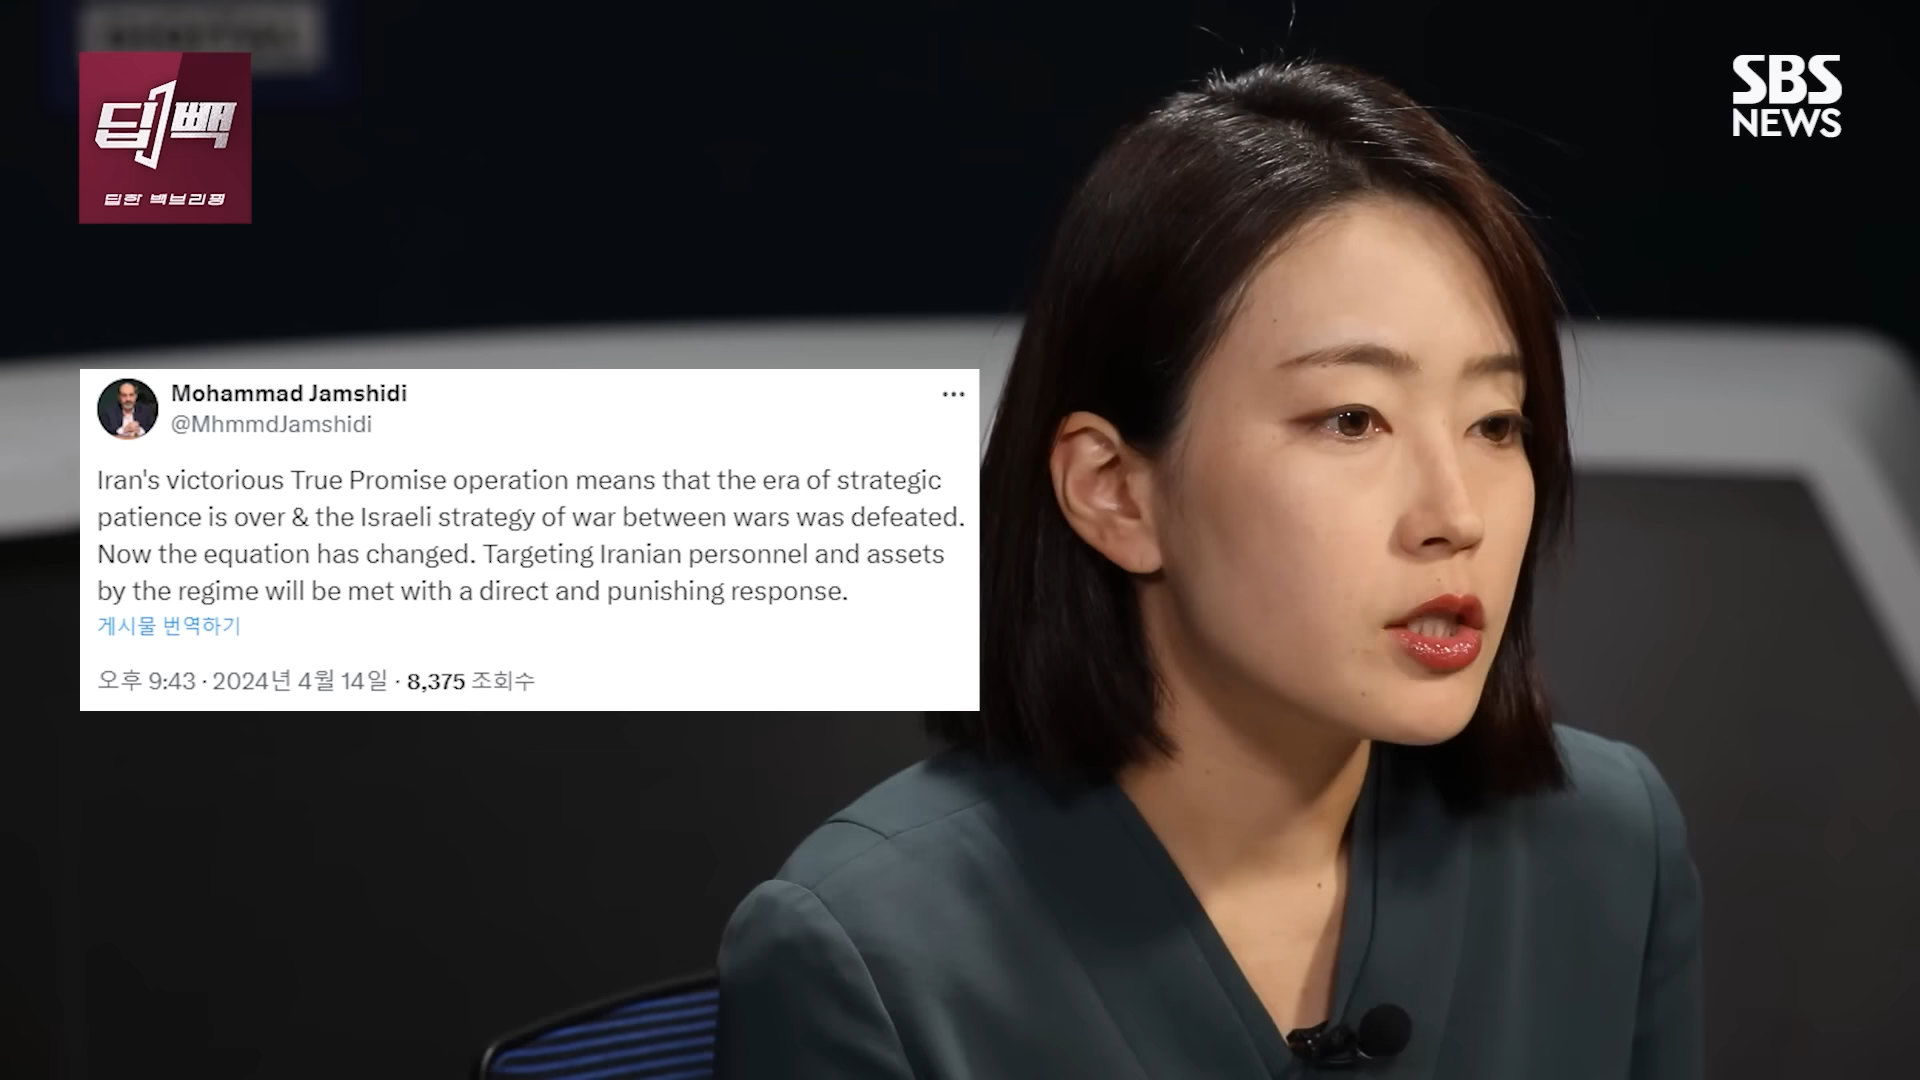 딥빽
딥한 백브리핑
SBS
NEWS
Mohammad Jamshidi
@MhmmdJamshidi
Iran's victorious True Promise operation means that the era of strategic
patience is over & the Israeli strategy of war between wars was defeated.
Now the equation has changed. Targeting Iranian personnel and assets
by the regime will be met with a direct and punishing response.
게시물 번역하기
오후 9:43 · 2024년 4월 14일 · 8,375 조회수